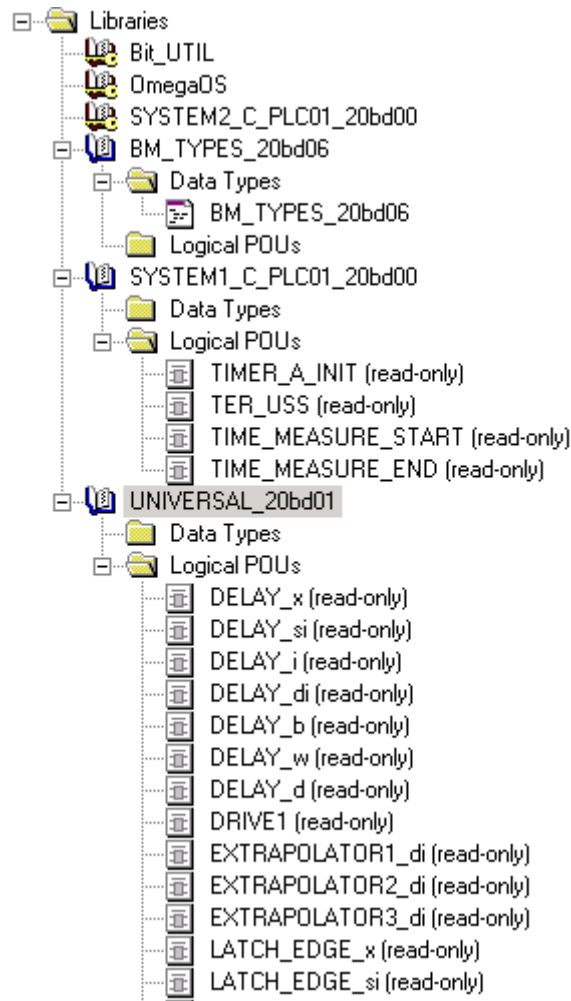 Libraries
Bit_UTIL
OmegaOS
SYSTEM2_C_PLC01_20bd00
BM_TYPES_20bd06
Data Types
BM_TYPES_20bd06
Logical POUs
SYSTEM1_C_PLC01_20bd00
Data Types
Logical POUs
TIMER_A_INIT (read-only)
TER_USS (read-only)
TIME_MEASURE_START (read-only)
TIME_MEASURE_END (read-only)
UNIVERSAL_20bd01
Data Types
Logical POUs
DELAY_x (read-only)
DELAY_si (read-only)
DELAY_i (read-only)
DELAY_di (read-only)
DELAY_b (read-only)
DELAY_w (read-only)
DELAY_d (read-only)
DRIVE1 (read-only)
EXTRAPOLATOR1_di (read-only)
EXTRAPOLATOR2_di (read-only)
EXTRAPOLATOR3_di (read-only)
LATCH_EDGE_x (read-only)
LATCH_EDGE_si (read-only)